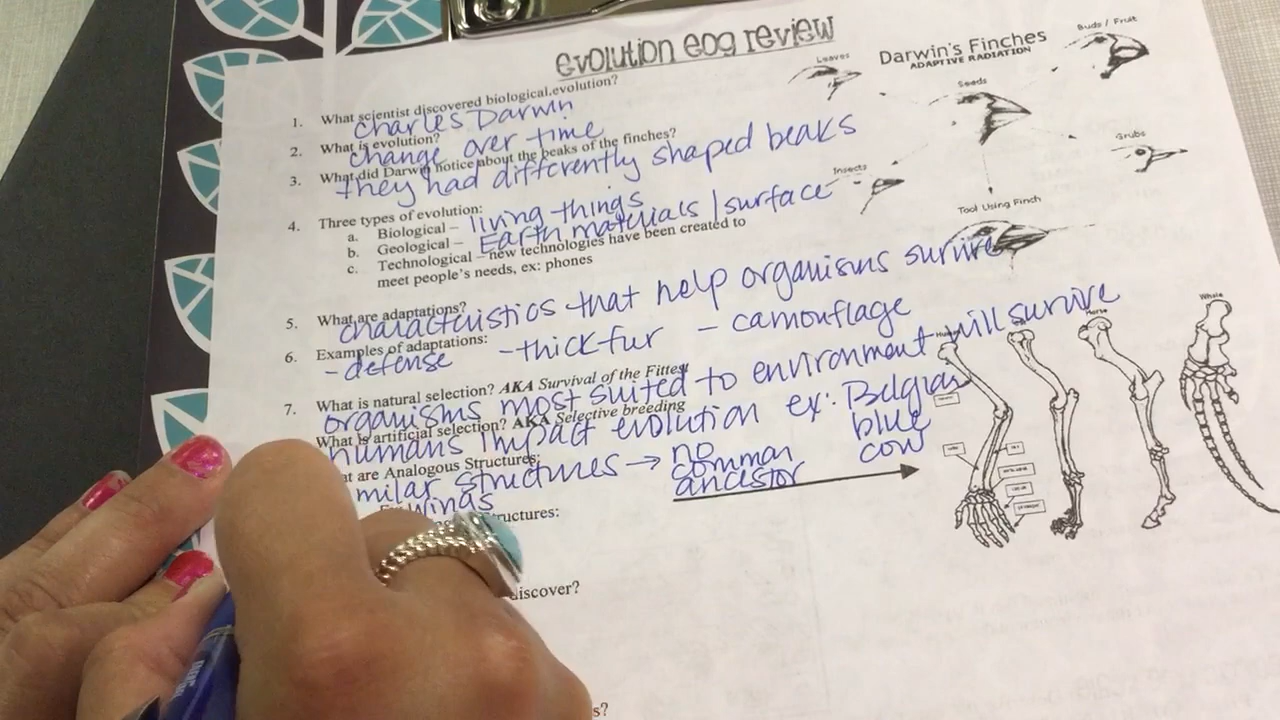 evolution eog review
1. What scientist discovered biological evolution?
Charles Darwin
2. What is evolution?
change over time
3. What did Darwin notice about the beaks of the finches?
they had differently shaped beaks
4. Three types of evolution:
a. Biological – living things
b. Geological – Earth materials / surface
c. Technological – new technologies have been created to
meet people's needs, ex: phones
5. What are adaptations?
characteristics that help organisms survive
6. Examples of adaptations:
- defense - thick fur - camouflage
7. What is natural selection? AKA Survival of the Fittest
organisms most suited to environment will survive
What is artificial selection? AKA Selective breeding
humans impact evolution ex: Belgian
blue
cow
at are Analogous Structures:
milar structures → no
common
ancestor
wings
ructures:
discover?
s?
Darwin's Finches
ADAPTIVE RADIATION
Leaves
Buds / Fruit
Seeds
Grubs
Insects
Tool Using Finch
Horse
Whale